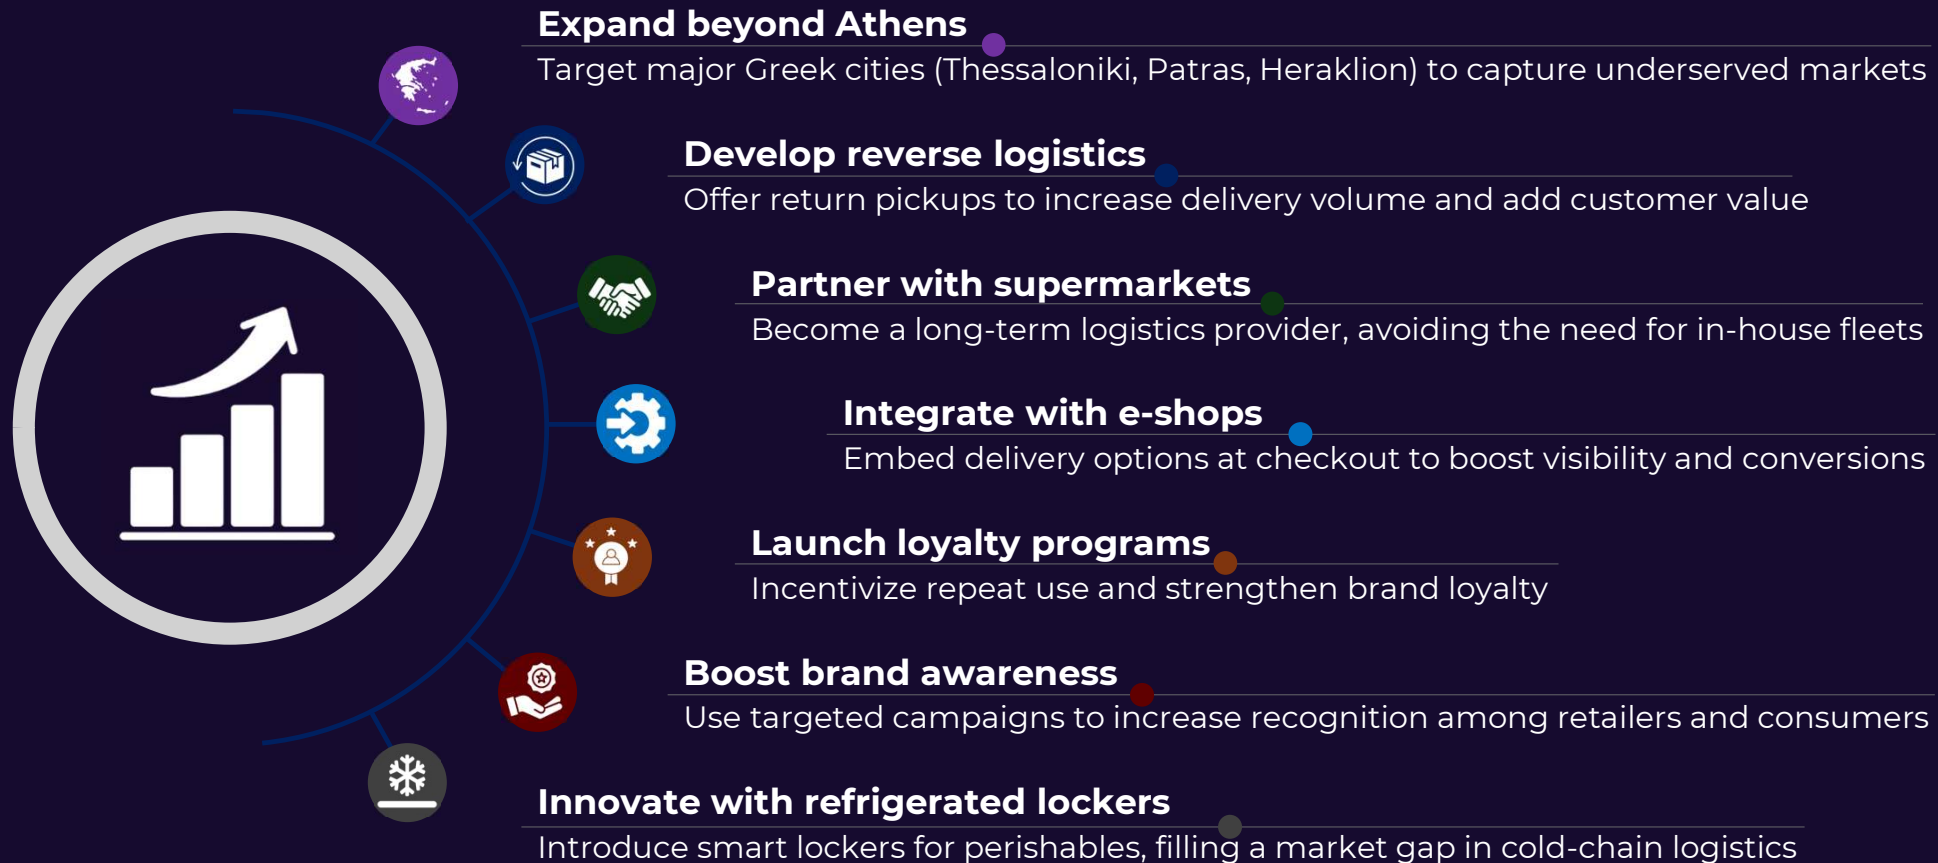 Expand beyond Athens
Target major Greek cities (Thessaloniki, Patras, Heraklion) to capture underserved markets
Develop reverse logistics
Offer return pickups to increase delivery volume and add customer value
Partner with supermarkets
Become a long-term logistics provider, avoiding the need for in-house fleets
Integrate with e-shops
Embed delivery options at checkout to boost visibility and conversions
Launch loyalty programs
Incentivize repeat use and strengthen brand loyalty
Boost brand awareness
Use targeted campaigns to increase recognition among retailers and consumers
Innovate with refrigerated lockers
Introduce smart lockers for perishables, filling a market gap in cold-chain logistics